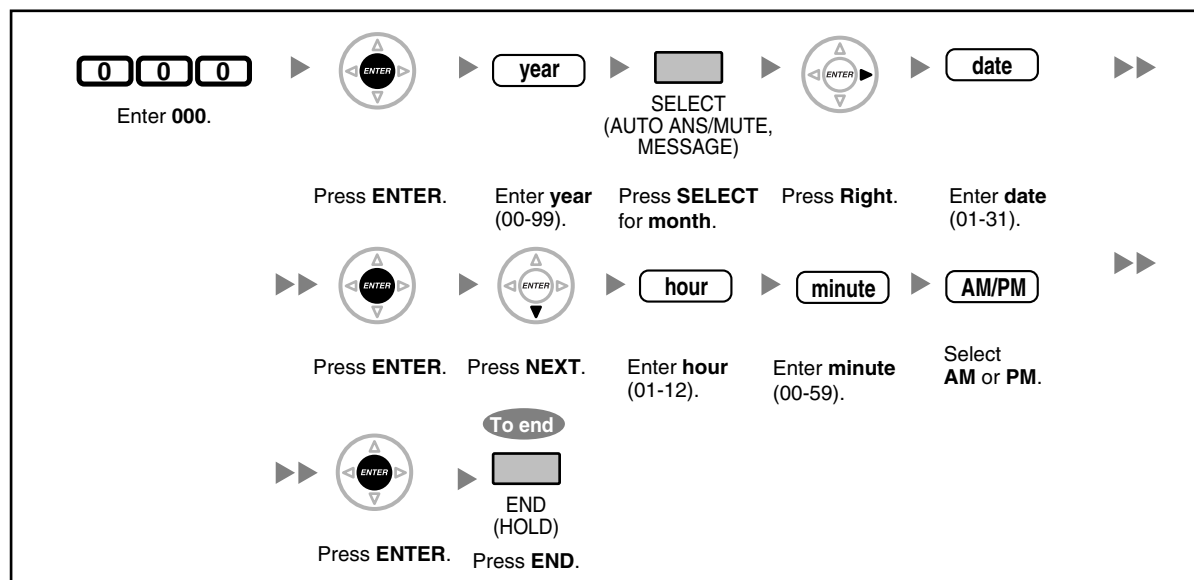 0 0 0
ENTER
year
SELECT
(AUTO ANS/MUTE,
MESSAGE)
ENTER
date
Enter 000.
Press ENTER.
Enter year
(00-99).
Press SELECT
for month.
Press Right.
Enter date
(01-31).
ENTER
ENTER
hour
minute
AM/PM
Press ENTER.
Press NEXT.
Enter hour
(01-12).
Enter minute
(00-59).
Select
AM or PM.
ENTER
To end
END
(HOLD)
Press ENTER.
Press END.